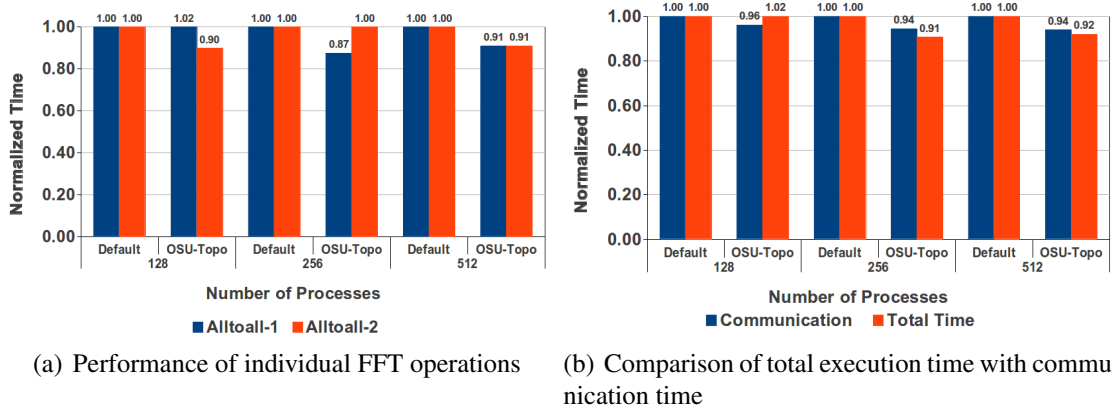 1.00 1.00 1.02 0.90 1.00 1.00 0.87 1.00 1.00 1.00 0.91 0.91
1.00
0.80
0.60
0.40
0.20
0.00
Normalized Time
Default OSU-Topo Default OSU-Topo Default OSU-Topo
128 256 512
Number of Processes
Alltoall-1 Alltoall-2
(a) Performance of individual FFT operations
1.00 1.00 0.96 1.02 1.00 1.00 0.94 0.91 1.00 1.00 0.94 0.92
1.00
0.80
0.60
0.40
0.20
0.00
Normalized Time
Default OSU-Topo Default OSU-Topo Default OSU-Topo
128 256 512
Number of Processes
Communication Total Time
(b) Comparison of total execution time with commu
nication time